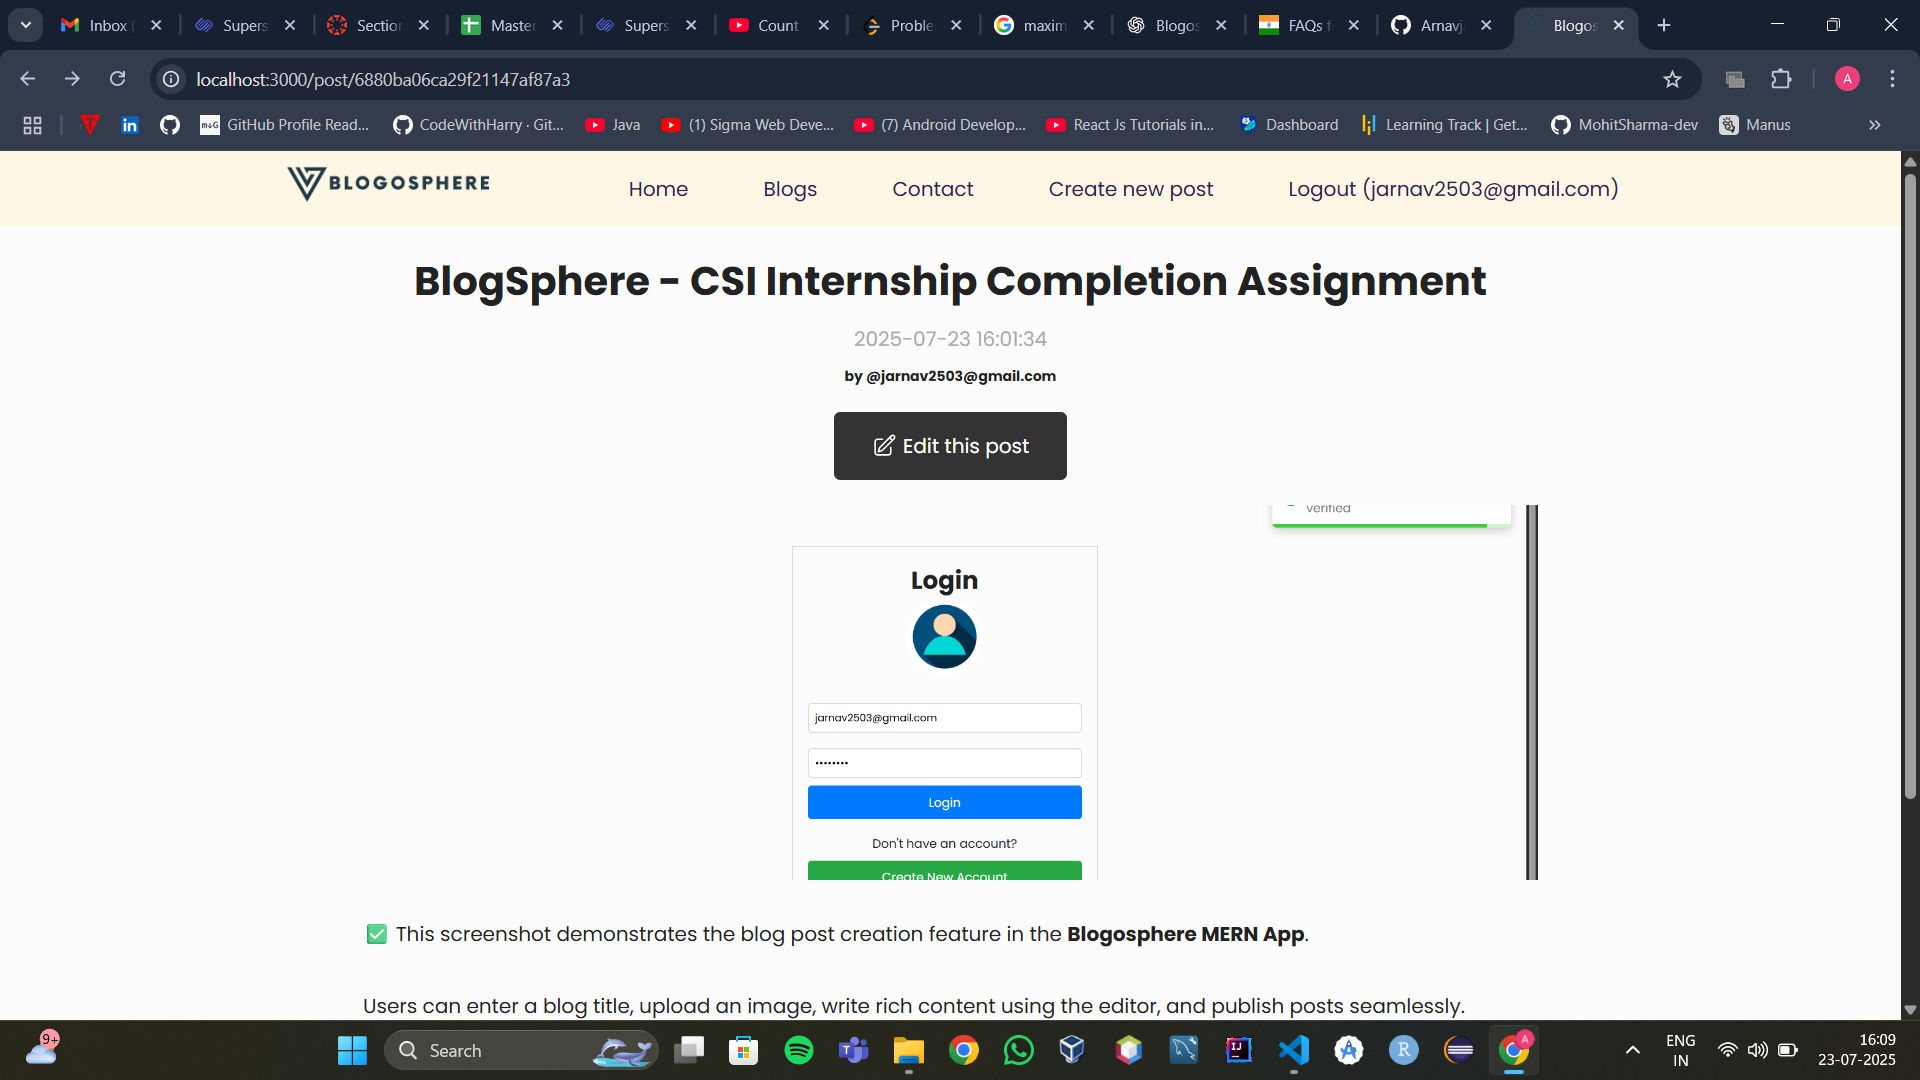 Inbox (
Supers
Section
Master
Supers
Count
Proble
maxim
Blogos
FAQs f
Arnavj
Blogos
localhost:3000/post/6880ba06ca29f21147af87a3
A
GitHub Profile Read...
CodeWithHarry · Git...
Java
(1) Sigma Web Deve...
(7) Android Develop...
React Js Tutorials in...
Dashboard
Learning Track | Get...
MohitSharma-dev
Manus
BLOGOSPHERE
Home
Blogs
Contact
Create new post
Logout (jarnav2503@gmail.com)
BlogSphere - CSI Internship Completion Assignment
2025-07-23 16:01:34
by @jarnav2503@gmail.com
Edit this post
verified
Login
jarnav2503@gmail.com
••••••••
Login
Don't have an account?
Create New Account
✅ This screenshot demonstrates the blog post creation feature in the Blogosphere MERN App.
Users can enter a blog title, upload an image, write rich content using the editor, and publish posts seamlessly.
9+
Search
A
ENG
IN
16:09
23-07-2025